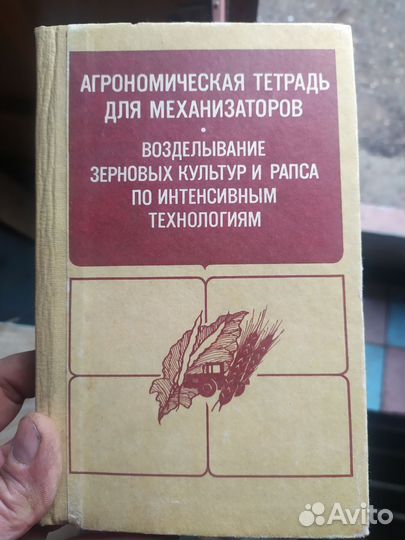 АГРОНОМИЧЕСКАЯ ТЕТРАДЬ
ДЛЯ МЕХАНИЗАТОРОВ
•
ВОЗДЕЛЫВАНИЕ
ЗЕРНОВЫХ КУЛЬТУР И РАПСА
ПО ИНТЕНСИВНЫМ
ТЕХНОЛОГИЯМ
Avito